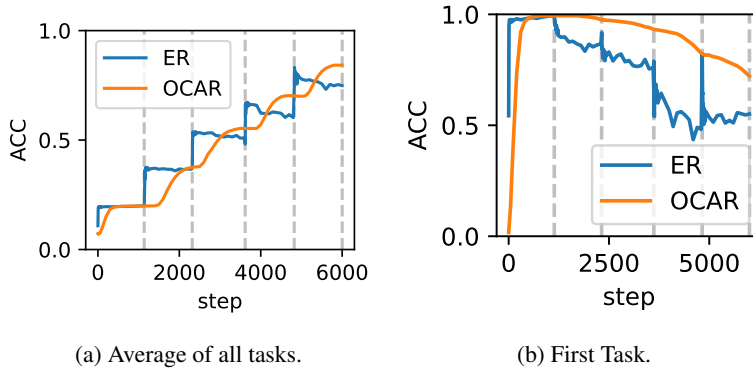 1.0
0.5
0.0
ACC
ER
OCAR
0 2000 4000 6000
step
(a) Average of all tasks.
1.0
0.5
0.0
ACC
ER
OCAR
0 2500 5000
step
(b) First Task.